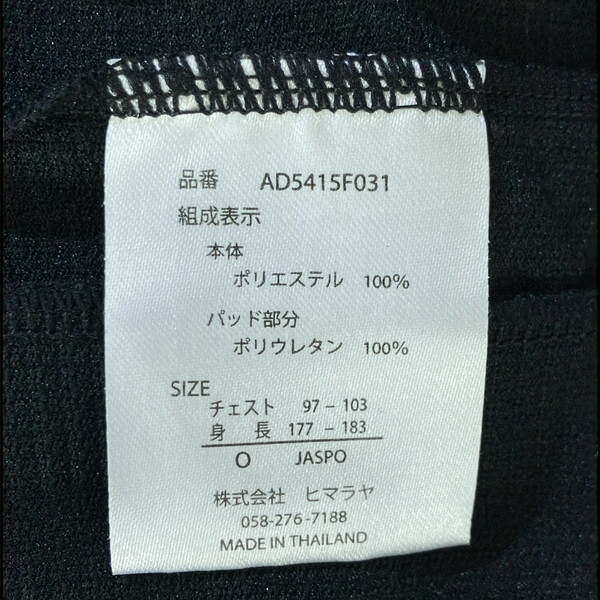 品番 AD5415F031
組成表示
本体
ポリエステル 100%
パッド部分
ポリウレタン 100%
SIZE
チェスト 97 - 103
身 長 177 - 183
O JASPO
株式会社 ヒマラヤ
058-276-7188
MADE IN THAILAND